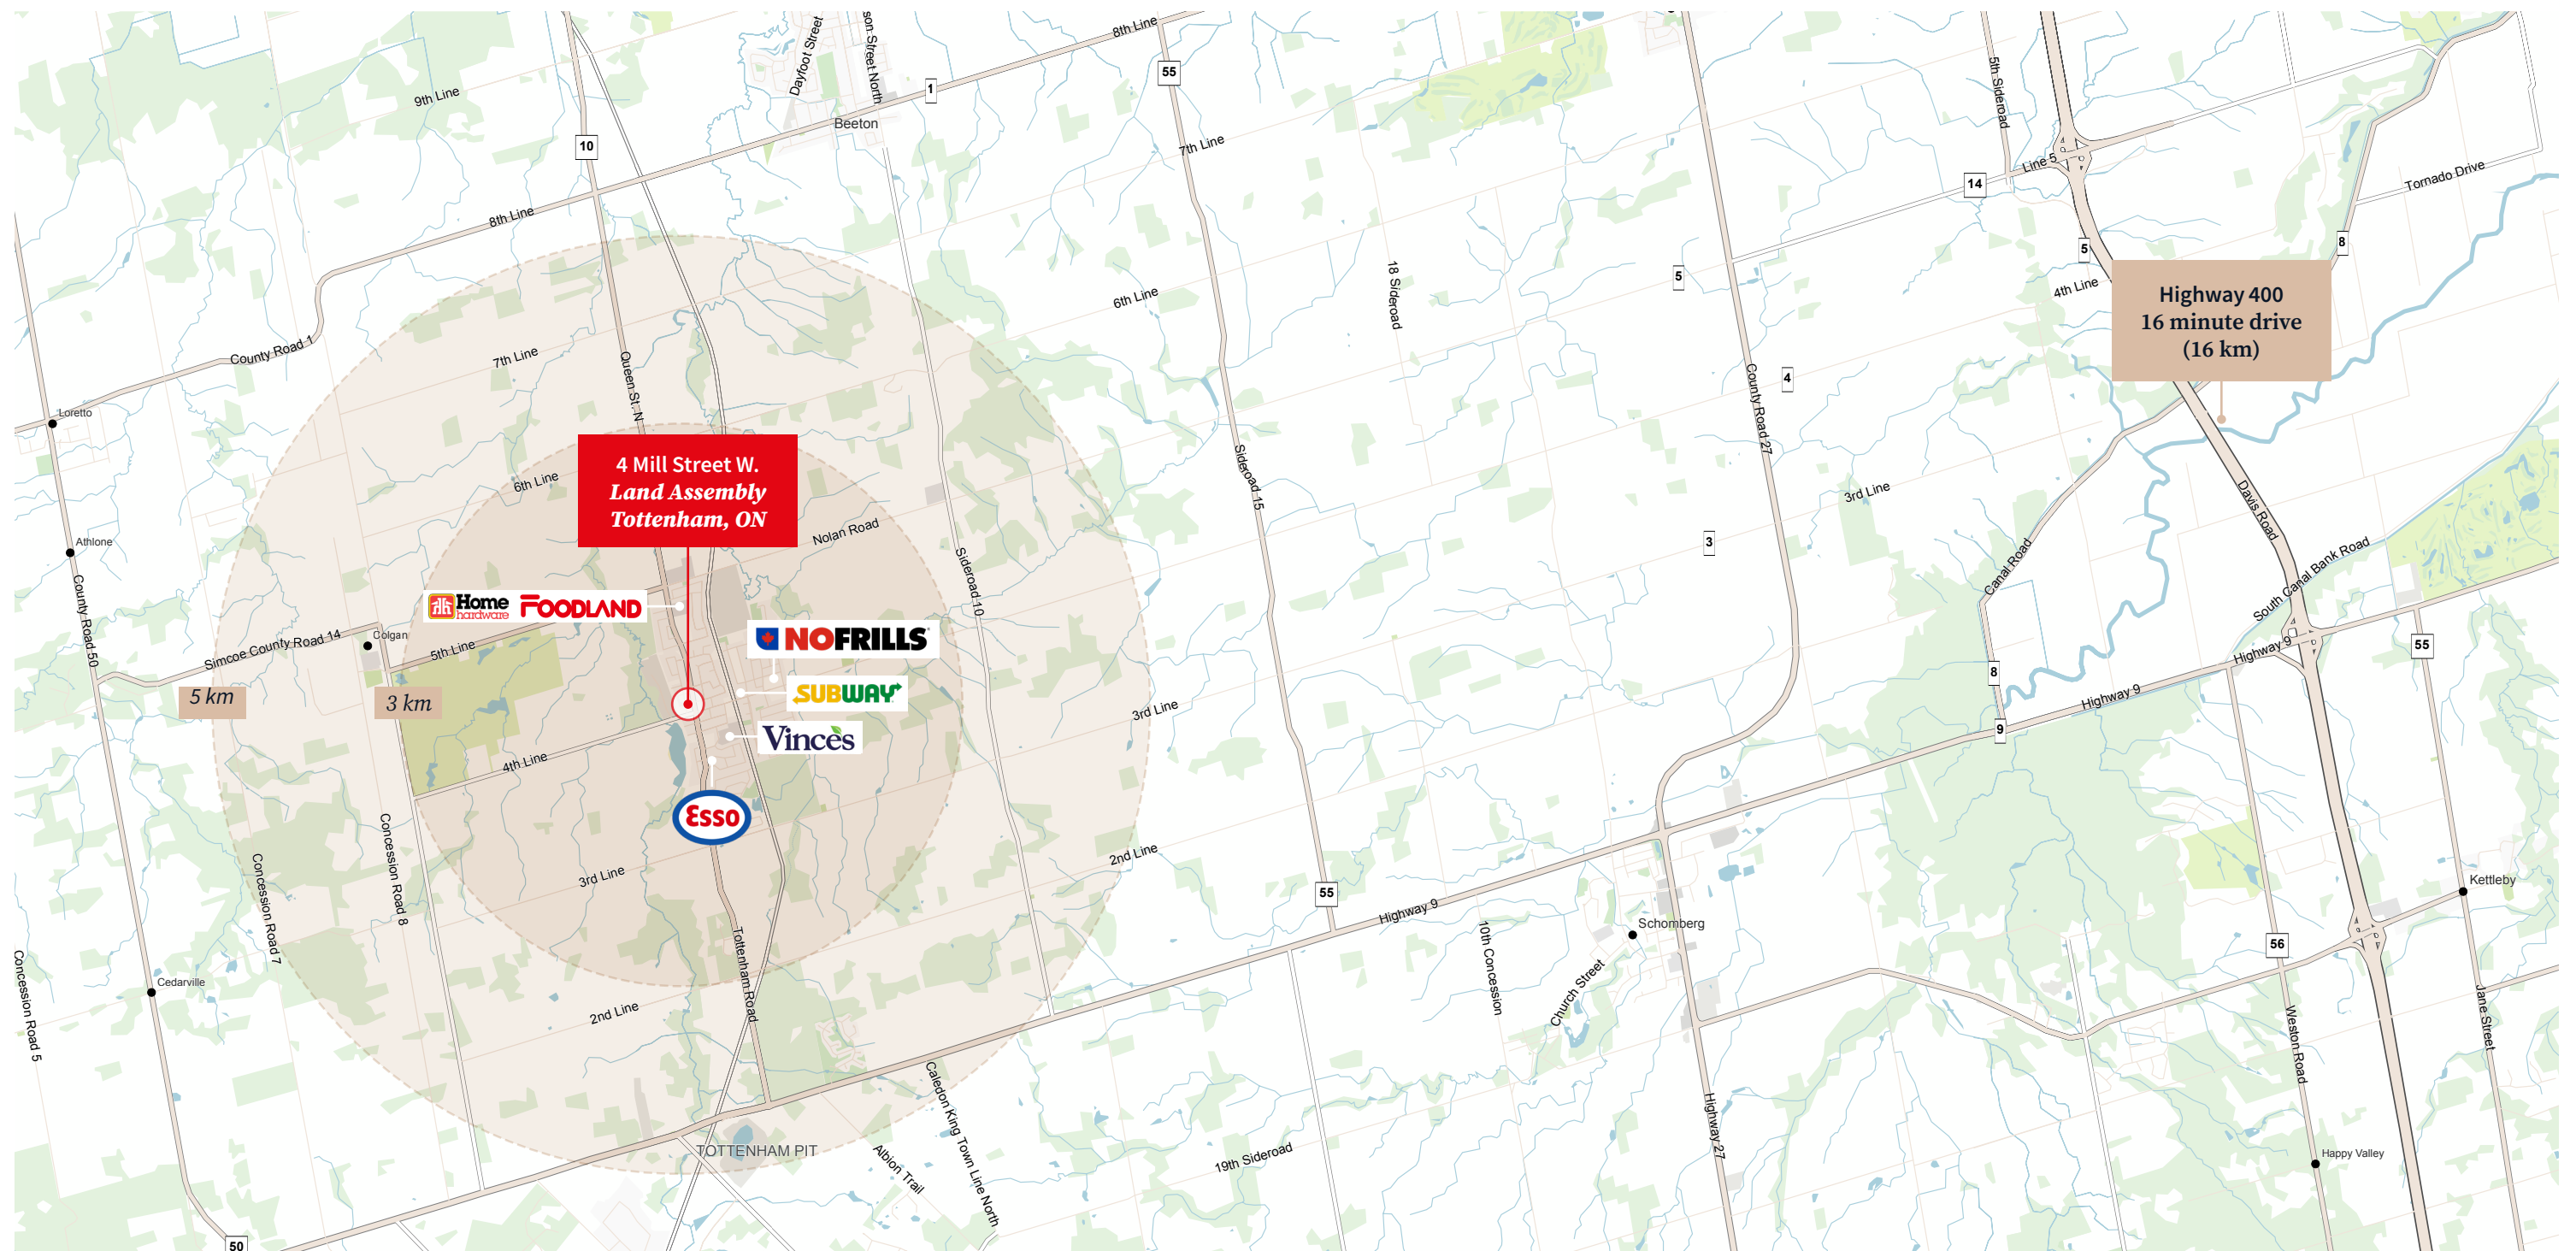 Dayfoot Street
son Street North
8th Line
55
1
9th Line
Beeton
10
7th Line
5th Sideroad
Line 5
14
Tornado Drive
8th Line
5
8
5
4th Line
Highway 400
16 minute drive
(16 km)
18 Sideroad
6th Line
County Road 1
7th Line
Queen St. N
4
County Road 27
Loretto
4 Mill Street W.
Land Assembly
Tottenham, ON
6th Line
Sideroad 15
3rd Line
Davis Road
Nolan Road
3
Athlone
Canal Road
South Canal Bank Road
County Road 50
Sideroad 10
Home
hardware
FOODLAND
Simcoe County Road 14
Colgan
5th Line
NOFRILLS
Highway 9
55
8
5 km
3 km
SUBWAY
Highway 9
3rd Line
9
Vince's
4th Line
Esso
Concession Road 8
2nd Line
3rd Line
Concession Road 7
55
Highway 9
Kettleby
Schomberg
10th Concession
56
Tottenham Road
Church Street
Cedarville
Concession Road 5
2nd Line
Weston Road
Jane Street
Caledon King Town Line North
Highway 27
TOTTENHAM PIT
Albion Trail
19th Sideroad
Happy Valley
50